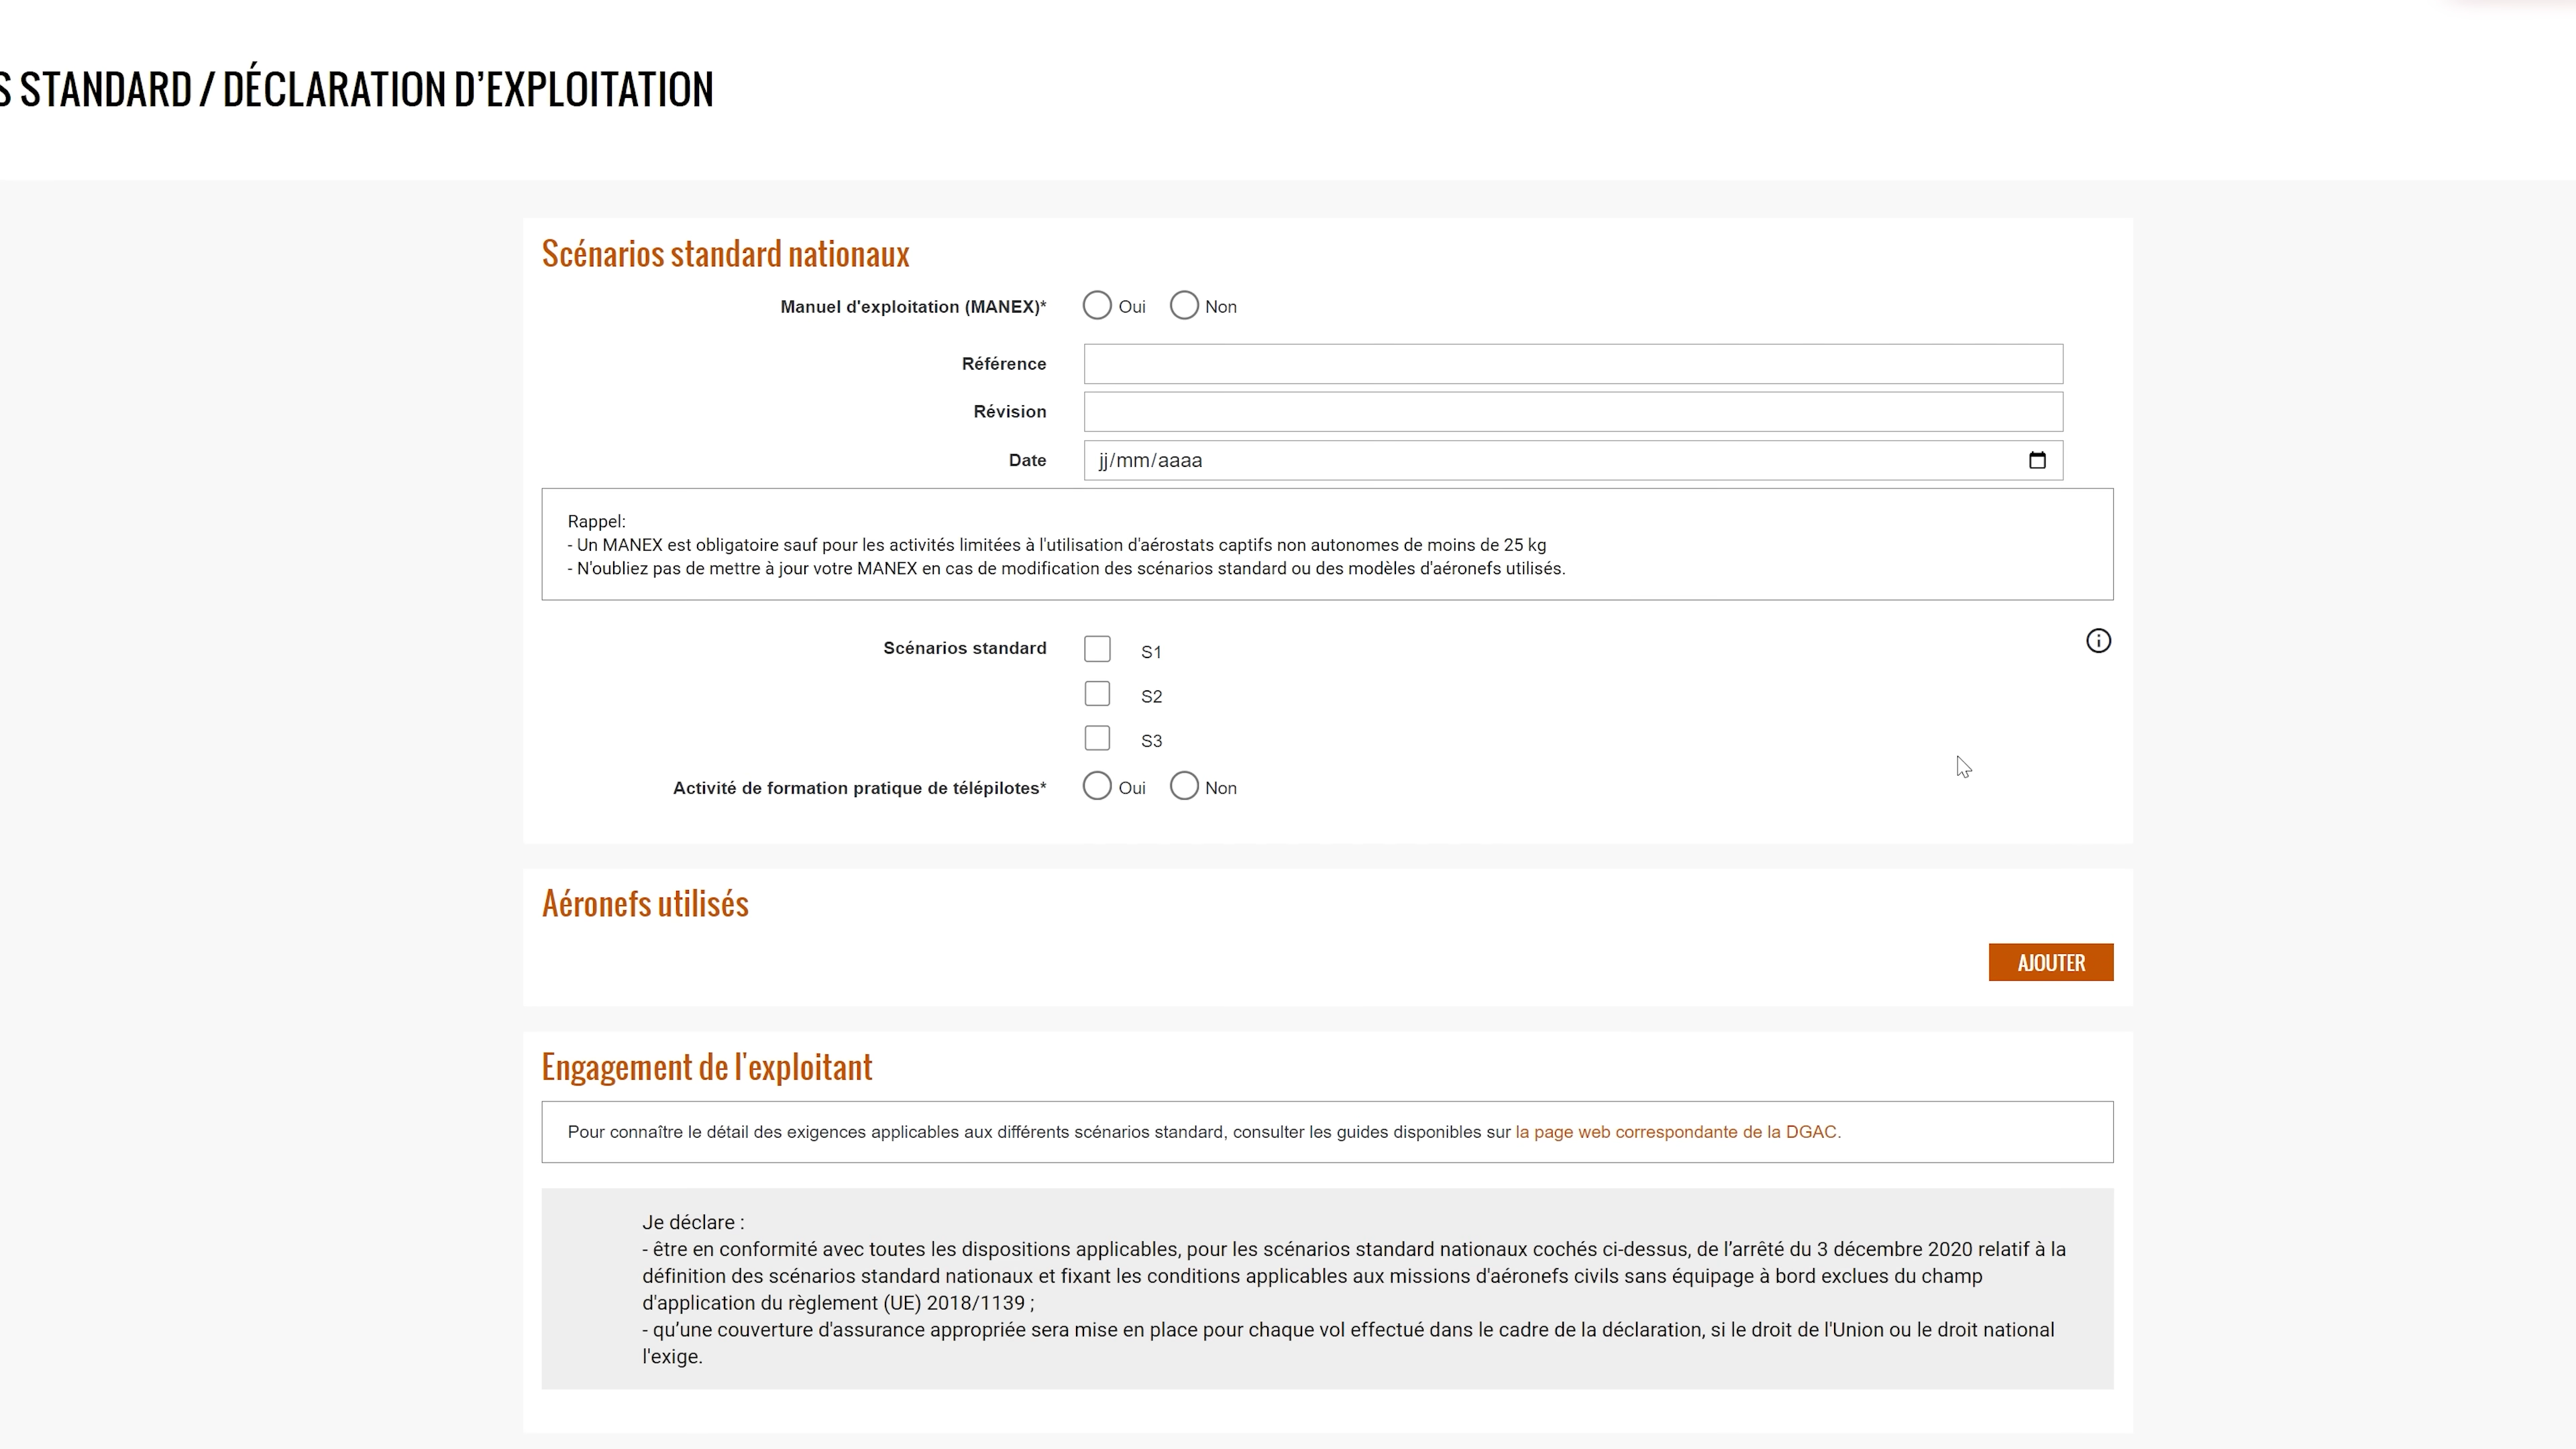 S STANDARD / DÉCLARATION D’EXPLOITATION
Scénarios standard nationaux
Manuel d'exploitation (MANEX)* Oui Non
Référence
Révision
Date jj/mm/aaaa
Rappel:
- Un MANEX est obligatoire sauf pour les activités limitées à l'utilisation d'aérostats captifs non autonomes de moins de 25 kg
- N'oubliez pas de mettre à jour votre MANEX en cas de modification des scénarios standard ou des modèles d'aéronefs utilisés.
Scénarios standard S1
S2
S3
Activité de formation pratique de télépilotes* Oui Non
Aéronefs utilisés
AJOUTER
Engagement de l'exploitant
Pour connaître le détail des exigences applicables aux différents scénarios standard, consulter les guides disponibles sur la page web correspondante de la DGAC.
Je déclare :
- être en conformité avec toutes les dispositions applicables, pour les scénarios standard nationaux cochés ci-dessus, de l’arrêté du 3 décembre 2020 relatif à la
définition des scénarios standard nationaux et fixant les conditions applicables aux missions d'aéronefs civils sans équipage à bord exclues du champ
d'application du règlement (UE) 2018/1139 ;
- qu’une couverture d'assurance appropriée sera mise en place pour chaque vol effectué dans le cadre de la déclaration, si le droit de l'Union ou le droit national
l'exige.